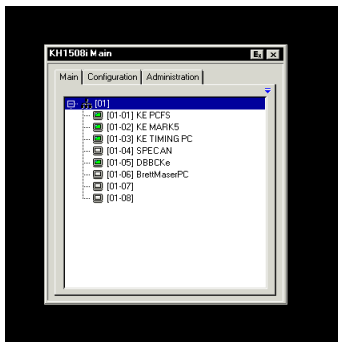 KH1508i Main
Main Configuration Administration
[01]
[01-01] KE PCFS
[01-02] KE MARK5
[01-03] KE TIMING PC
[01-04] SPECAN
[01-05] DBBCKe
[01-06] BrettMaserPC
[01-07]
[01-08]